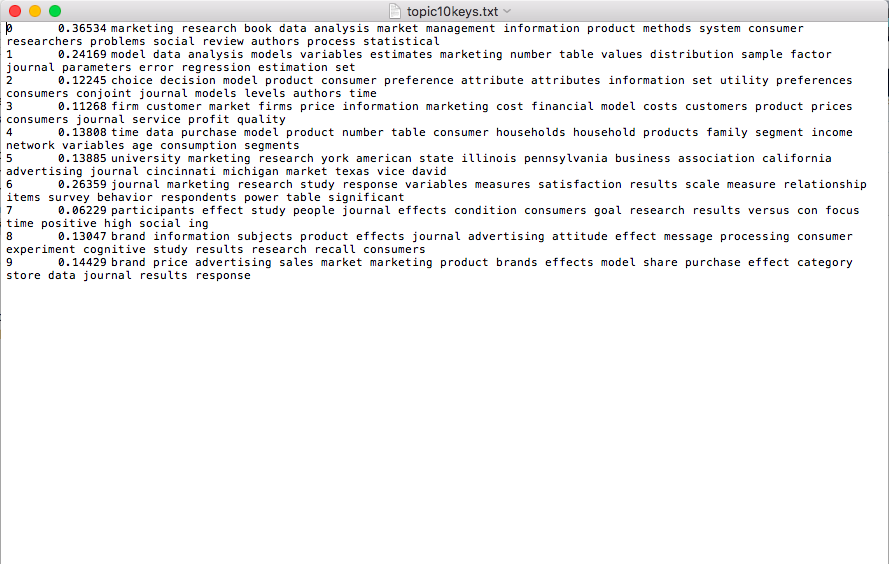 topic10keys.txt
0 0.36534 marketing research book data analysis market management information product methods system consumer
researchers problems social review authors process statistical
1 0.24169 model data analysis models variables estimates marketing number table values distribution sample factor
journal parameters error regression estimation set
2 0.12245 choice decision model product consumer preference attribute attributes information set utility preferences
consumers conjoint journal models levels authors time
3 0.11268 firm customer market firms price information marketing cost financial model costs customers product prices
consumers journal service profit quality
4 0.13808 time data purchase model product number table consumer households household products family segment income
network variables age consumption segments
5 0.13885 university marketing research york american state illinois pennsylvania business association california
advertising journal cincinnati michigan market texas vice david
6 0.26359 journal marketing research study response variables measures satisfaction results scale measure relationship
items survey behavior respondents power table significant
7 0.06229 participants effect study people journal effects condition consumers goal research results versus con focus
time positive high social ing
8 0.13047 brand information subjects product effects journal advertising attitude effect message processing consumer
experiment cognitive study results research recall consumers
9 0.14429 brand price advertising sales market marketing product brands effects model share purchase effect category
store data journal results response